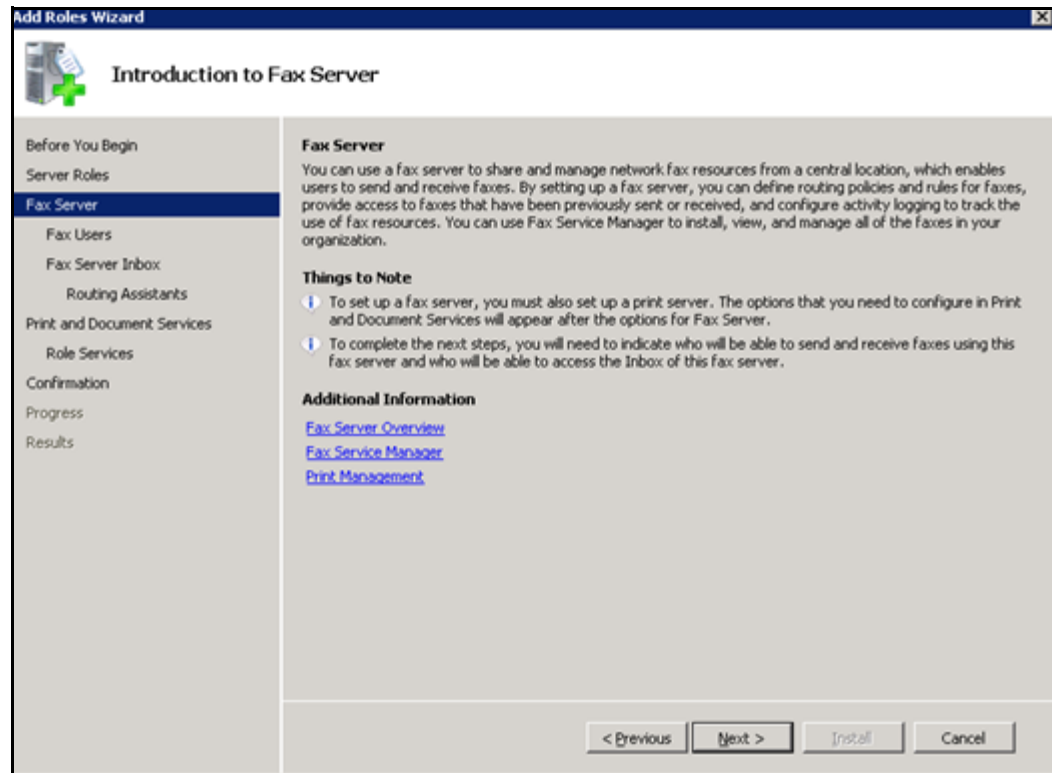 Add Roles Wizard
Introduction to Fax Server
Before You Begin
Server Roles
Fax Server
Fax Users
Fax Server Inbox
Routing Assistants
Print and Document Services
Role Services
Confirmation
Progress
Results
Fax Server
You can use a fax server to share and manage network fax resources from a central location, which enables
users to send and receive faxes. By setting up a fax server, you can define routing policies and rules for faxes,
provide access to faxes that have been previously sent or received, and configure activity logging to track the
use of fax resources. You can use Fax Service Manager to install, view, and manage all of the faxes in your
organization.
Things to Note
To set up a fax server, you must also set up a print server. The options that you need to configure in Print
and Document Services will appear after the options for Fax Server.
To complete the next steps, you will need to indicate who will be able to send and receive faxes using this
fax server and who will be able to access the Inbox of this fax server.
Additional Information
Fax Server Overview
Fax Service Manager
Print Management
< Previous
Next >
Install
Cancel